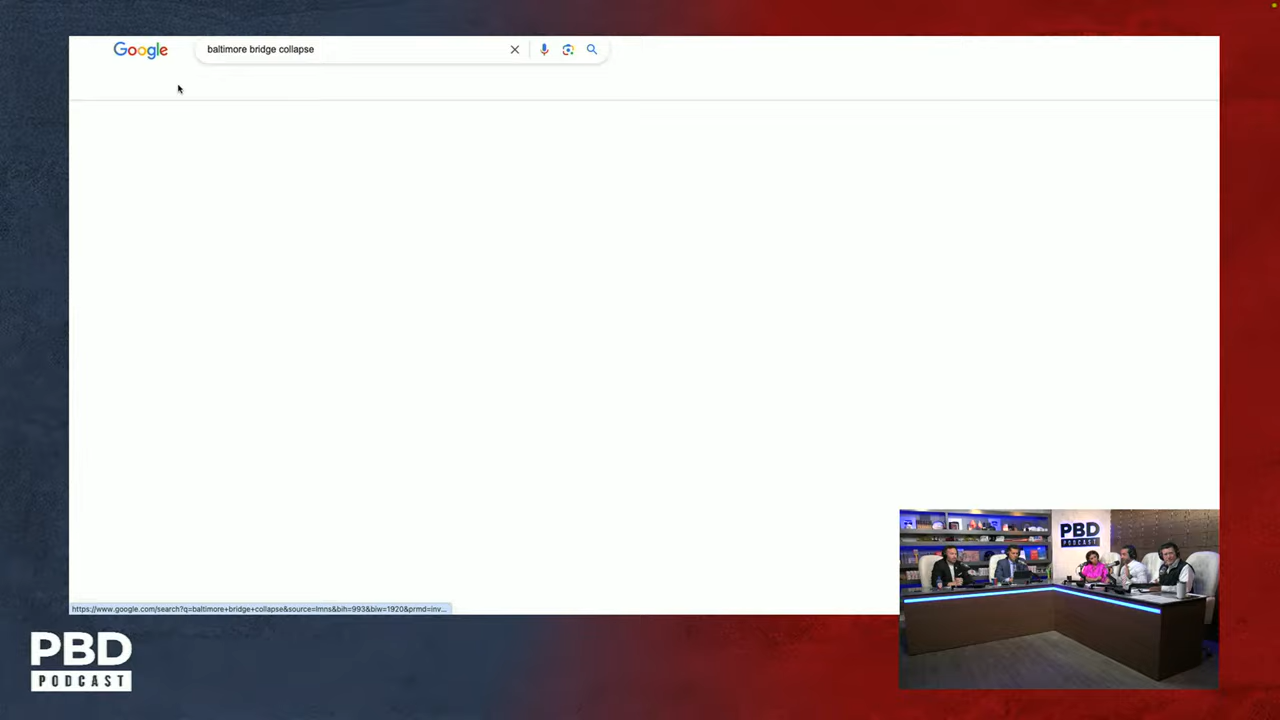 Google
baltimore bridge collapse
PBD
PODCAST
https://www.google.com/search?q=baltimore+bridge+collapse&source=lmns&bih=993&biw=1920&prmd=inv...
PBD
PODCAST